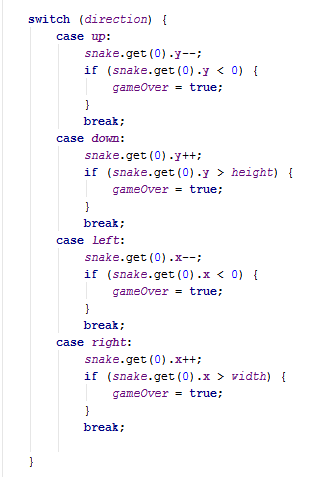 switch (direction) {
case up:
snake.get(0).y--;
if (snake.get(0).y < 0) {
gameOver = true;
}
break;
case down:
snake.get(0).y++;
if (snake.get(0).y > height) {
gameOver = true;
}
break;
case left:
snake.get(0).x--;
if (snake.get(0).x < 0) {
gameOver = true;
}
break;
case right:
snake.get(0).x++;
if (snake.get(0).x > width) {
gameOver = true;
}
break;
}